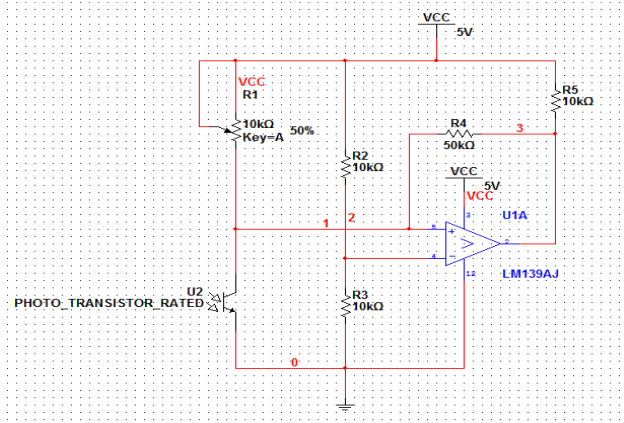 VCC
5V
VCC
R1
10kΩ
Key=A
50%
R2
10kΩ
R4
50kΩ
3
R5
10kΩ
VCC
5V
VCC
3
U1A
1
2
5
+
4
−
2
12
LM139AJ
U2
PHOTO_TRANSISTOR_RATED
R3
10kΩ
0